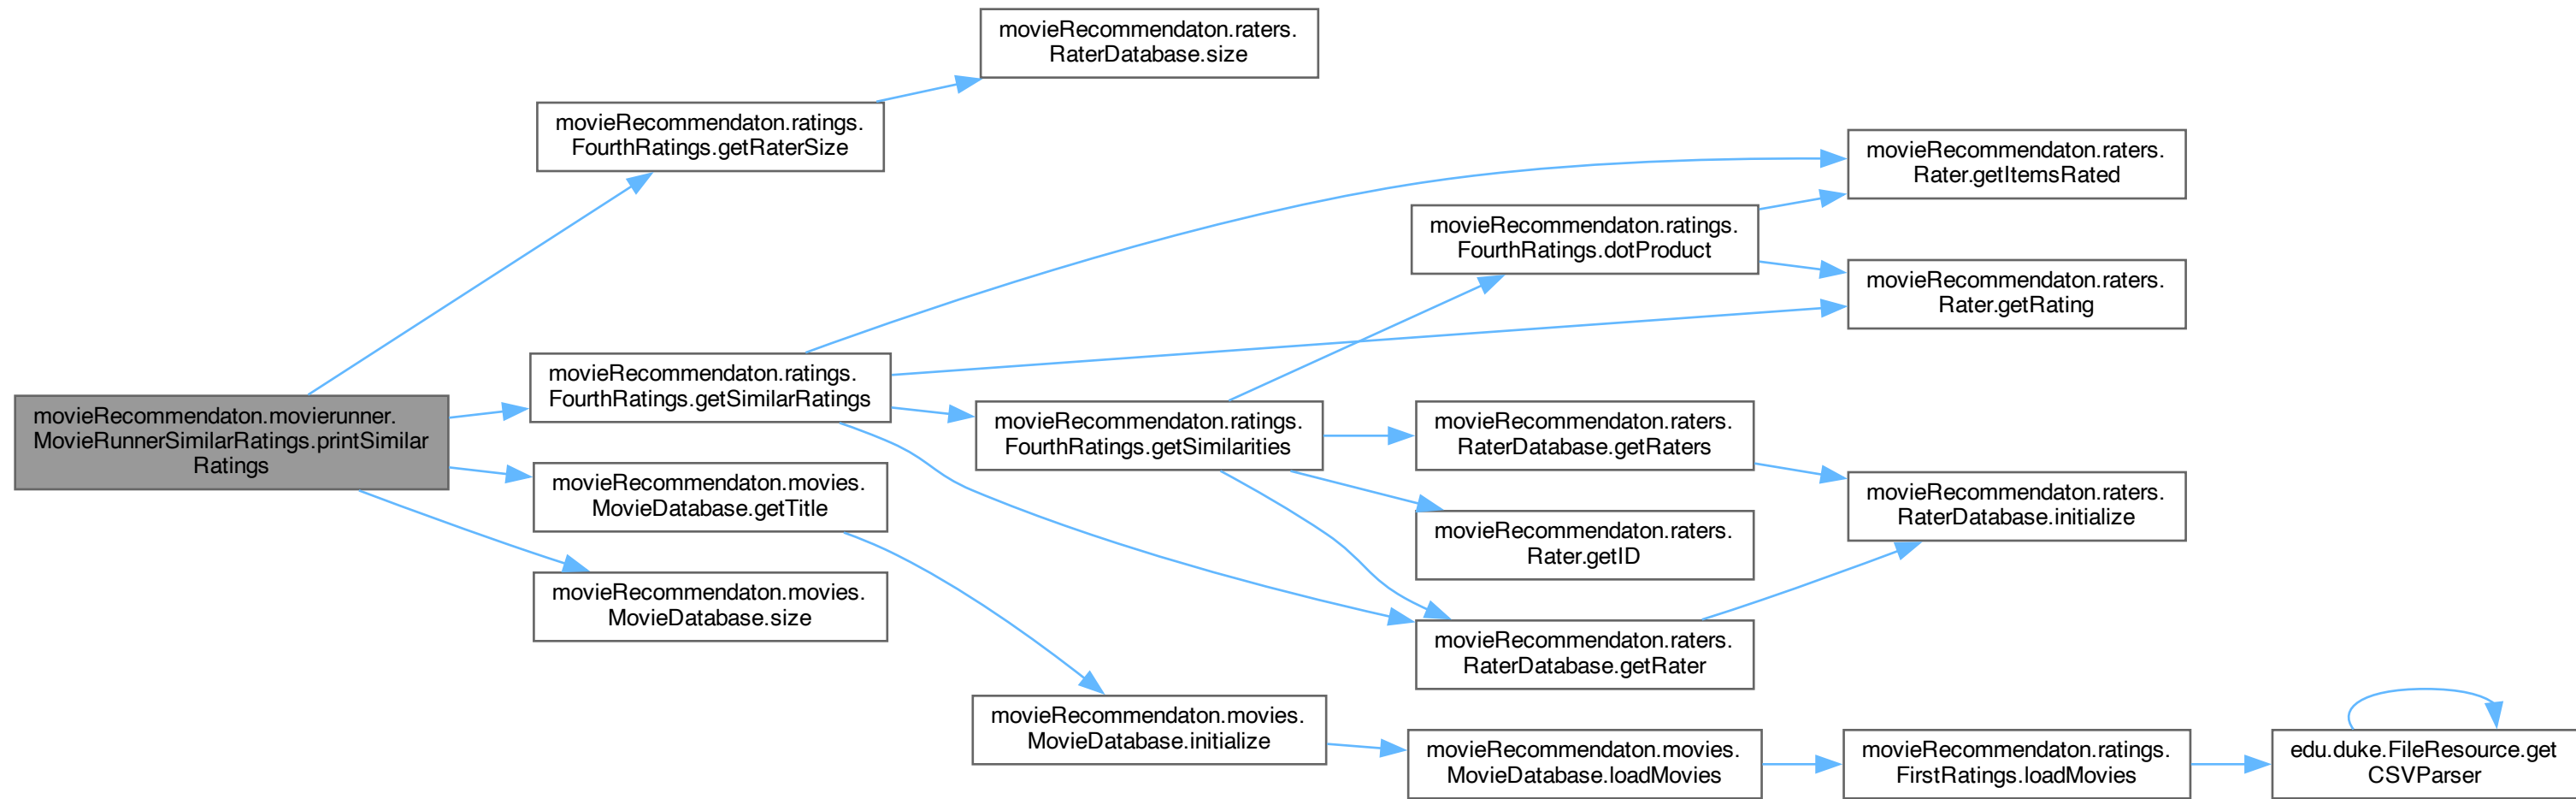 movieRecommendaton.raters.
RaterDatabase.size
movieRecommendaton.ratings.
FourthRatings.getRaterSize
movieRecommendaton.raters.
Rater.getItemsRated
movieRecommendaton.ratings.
FourthRatings.dotProduct
movieRecommendaton.raters.
Rater.getRating
movieRecommendaton.ratings.
FourthRatings.getSimilarRatings
movieRecommendaton.movierunner.
MovieRunnerSimilarRatings.printSimilar
Ratings
movieRecommendaton.ratings.
FourthRatings.getSimilarities
movieRecommendaton.raters.
RaterDatabase.getRaters
movieRecommendaton.movies.
MovieDatabase.getTitle
movieRecommendaton.raters.
RaterDatabase.initialize
movieRecommendaton.raters.
Rater.getID
movieRecommendaton.movies.
MovieDatabase.size
movieRecommendaton.raters.
RaterDatabase.getRater
movieRecommendaton.movies.
MovieDatabase.initialize
movieRecommendaton.movies.
MovieDatabase.loadMovies
movieRecommendaton.ratings.
FirstRatings.loadMovies
edu.duke.FileResource.get
CSVParser